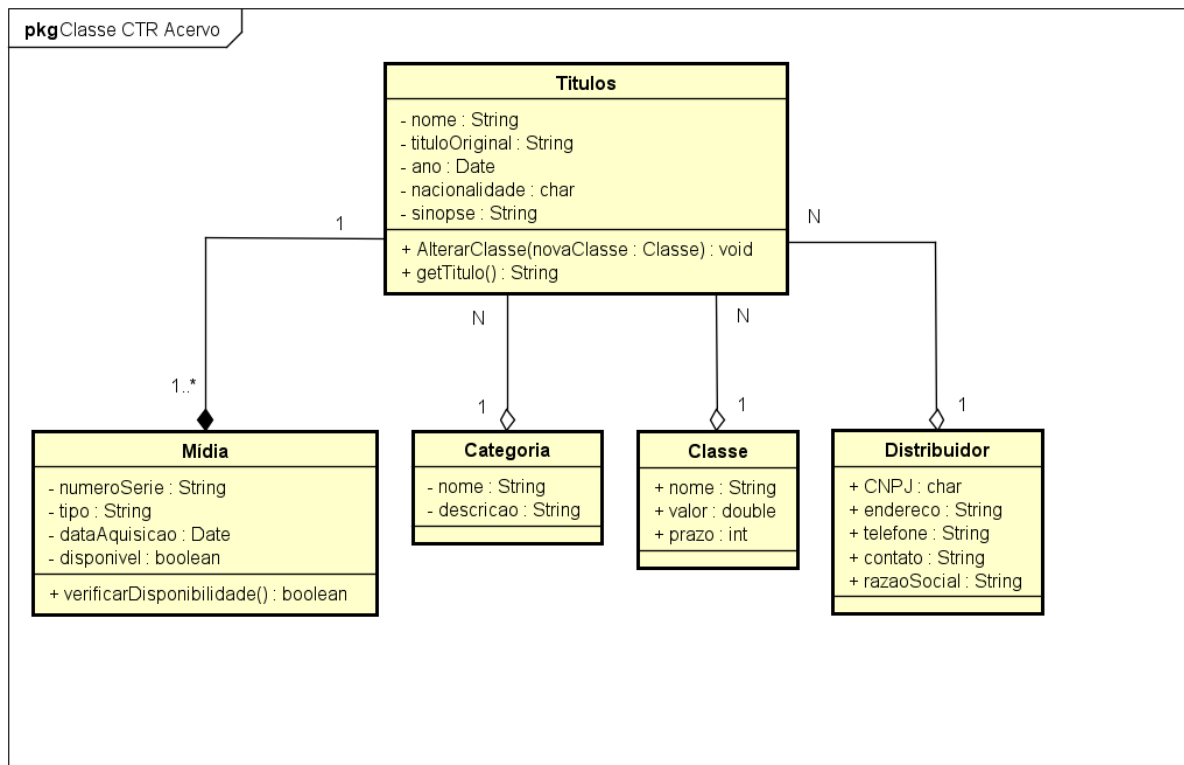 pkg Classe CTR Acervo
Titulos
- nome : String
- tituloOriginal : String
- ano : Date
- nacionalidade : char
- sinopse : String
+ AlterarClasse(novaClasse : Classe) : void
+ getTitulo() : String
1
N
N
N
1..*
1
1
1
Mídia
- numeroSerie : String
- tipo : String
- dataAquisicao : Date
- disponivel : boolean
+ verificarDisponibilidade() : boolean
Categoria
- nome : String
- descricao : String
Classe
+ nome : String
+ valor : double
+ prazo : int
Distribuidor
+ CNPJ : char
+ endereco : String
+ telefone : String
+ contato : String
+ razaoSocial : String